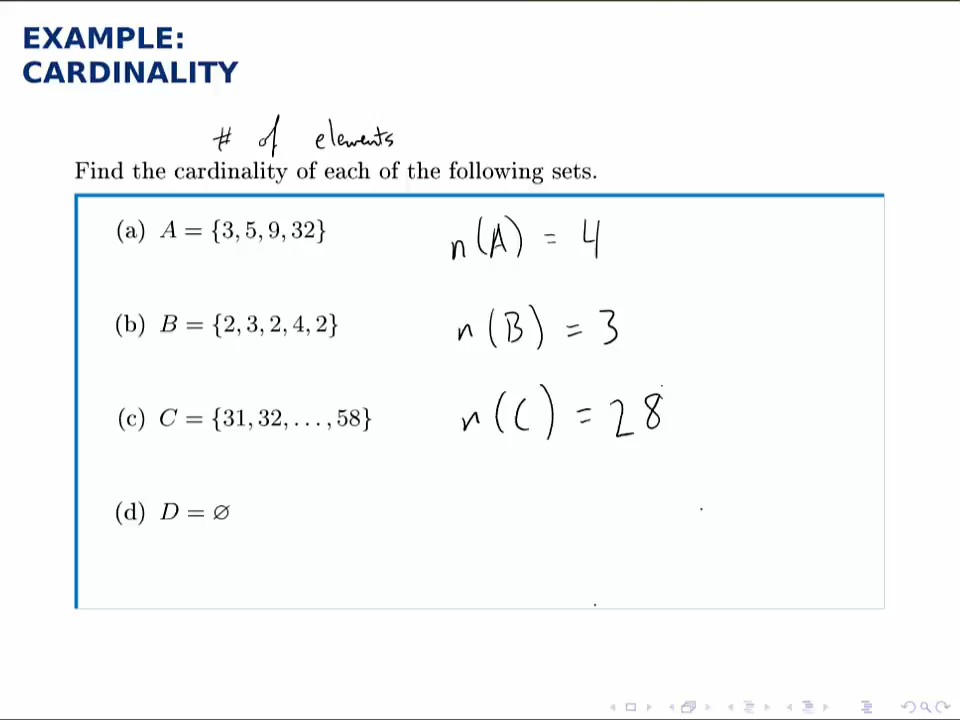 EXAMPLE:
CARDINALITY
# of elements
Find the cardinality of each of the following sets.
(a) A = {3, 5, 9, 32} n(A) = 4
(b) B = {2, 3, 2, 4, 2} n(B) = 3
(c) C = {31, 32, . . . , 58} n(C) = 28
(d) D = ∅